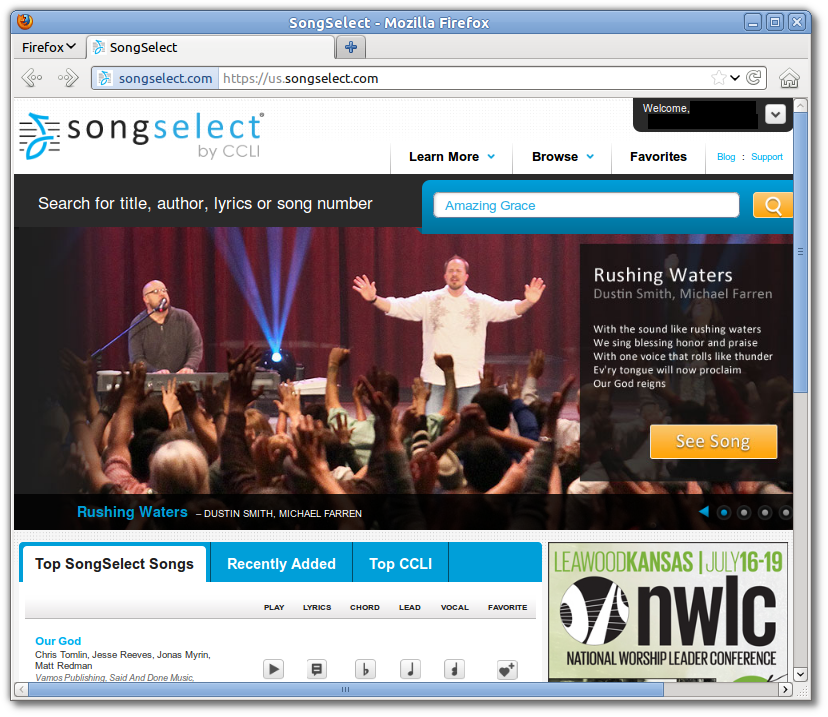 SongSelect - Mozilla Firefox
Firefox
SongSelect
songselect.com https://us.songselect.com
songselect®
by CCLI
Welcome,
Learn More Browse Favorites Blog : Support
Search for title, author, lyrics or song number
Amazing Grace
Rushing Waters
Dustin Smith, Michael Farren
With the sound like rushing waters
We sing blessing honor and praise
With one voice that rolls like thunder
Ev'ry tongue will now proclaim
Our God reigns
See Song
Rushing Waters – DUSTIN SMITH, MICHAEL FARREN
Top SongSelect Songs Recently Added Top CCLI
PLAY LYRICS CHORD LEAD VOCAL FAVORITE
Our God
Chris Tomlin, Jesse Reeves, Jonas Myrin,
Matt Redman
Vamos Publishing, Said And Done Music,
LEAWOODKANSAS | JULY16-19
nwlc
NATIONAL WORSHIP LEADER CONFERENCE